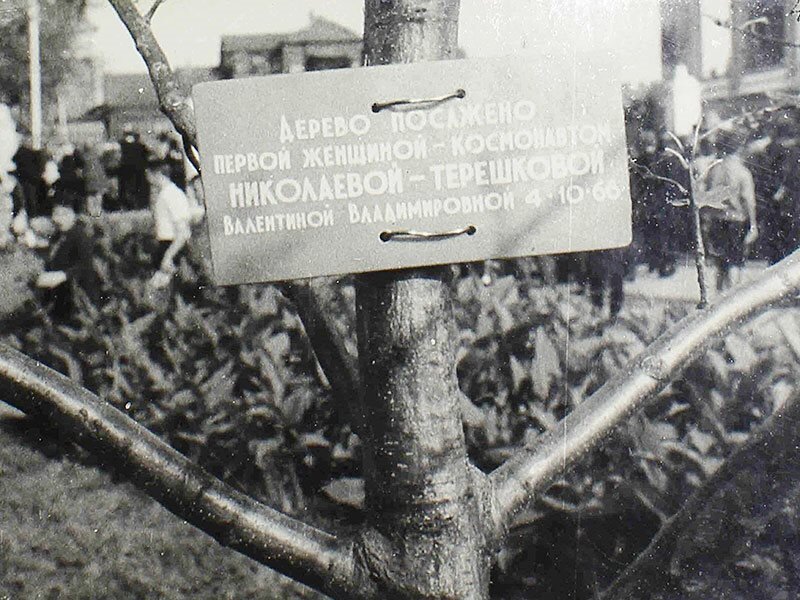 Дерево посажено
первой женщиной-космонавтом
Николаевой-Терешковой
Валентиной Владимировной 4·10·66